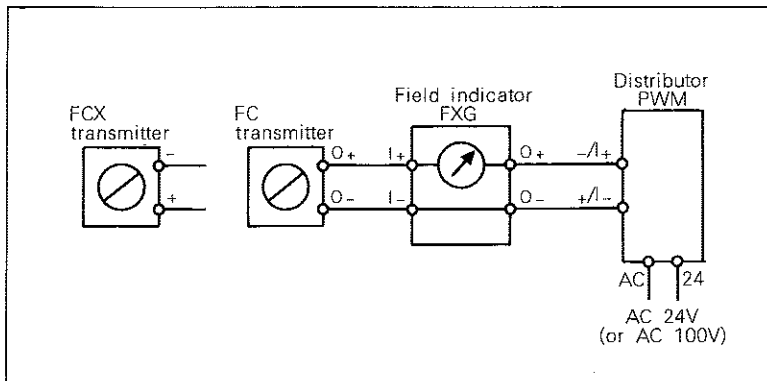 FCX
transmitter
-
+
FC
transmitter
O+
O-
Field indicator
FXG
I+
I-
O+
O-
Distributor
PWM
-/I+
+/I-
AC
24
AC 24V
(or AC 100V)